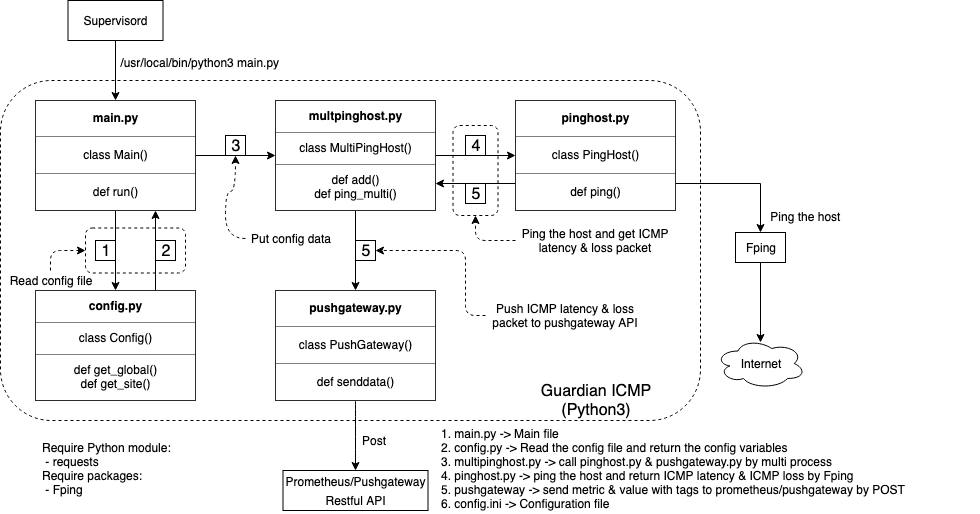 Supervisord
/usr/local/bin/python3 main.py
main.py
class Main()
def run()
3
Put config data
multpinghost.py
class MultiPingHost()
def add()
def ping_multi()
4
5
Ping the host and get ICMP
latency & loss packet
pinghost.py
class PingHost()
def ping()
Ping the host
Fping
Internet
1
2
Read config file
config.py
class Config()
def get_global()
def get_site()
5
Push ICMP latency & loss
packet to pushgateway API
pushgateway.py
class PushGateway()
def senddata()
Guardian ICMP
(Python3)
Post
Prometheus/Pushgateway
Restful API
Require Python module:
- requests
Require packages:
- Fping
1. main.py -> Main file
2. config.py -> Read the config file and return the config variables
3. multipinghost.py -> call pinghost.py & pushgateway.py by multi process
4. pinghost.py -> ping the host and return ICMP latency & ICMP loss by Fping
5. pushgateway -> send metric & value with tags to prometheus/pushgateway by POST
6. config.ini -> Configuration file